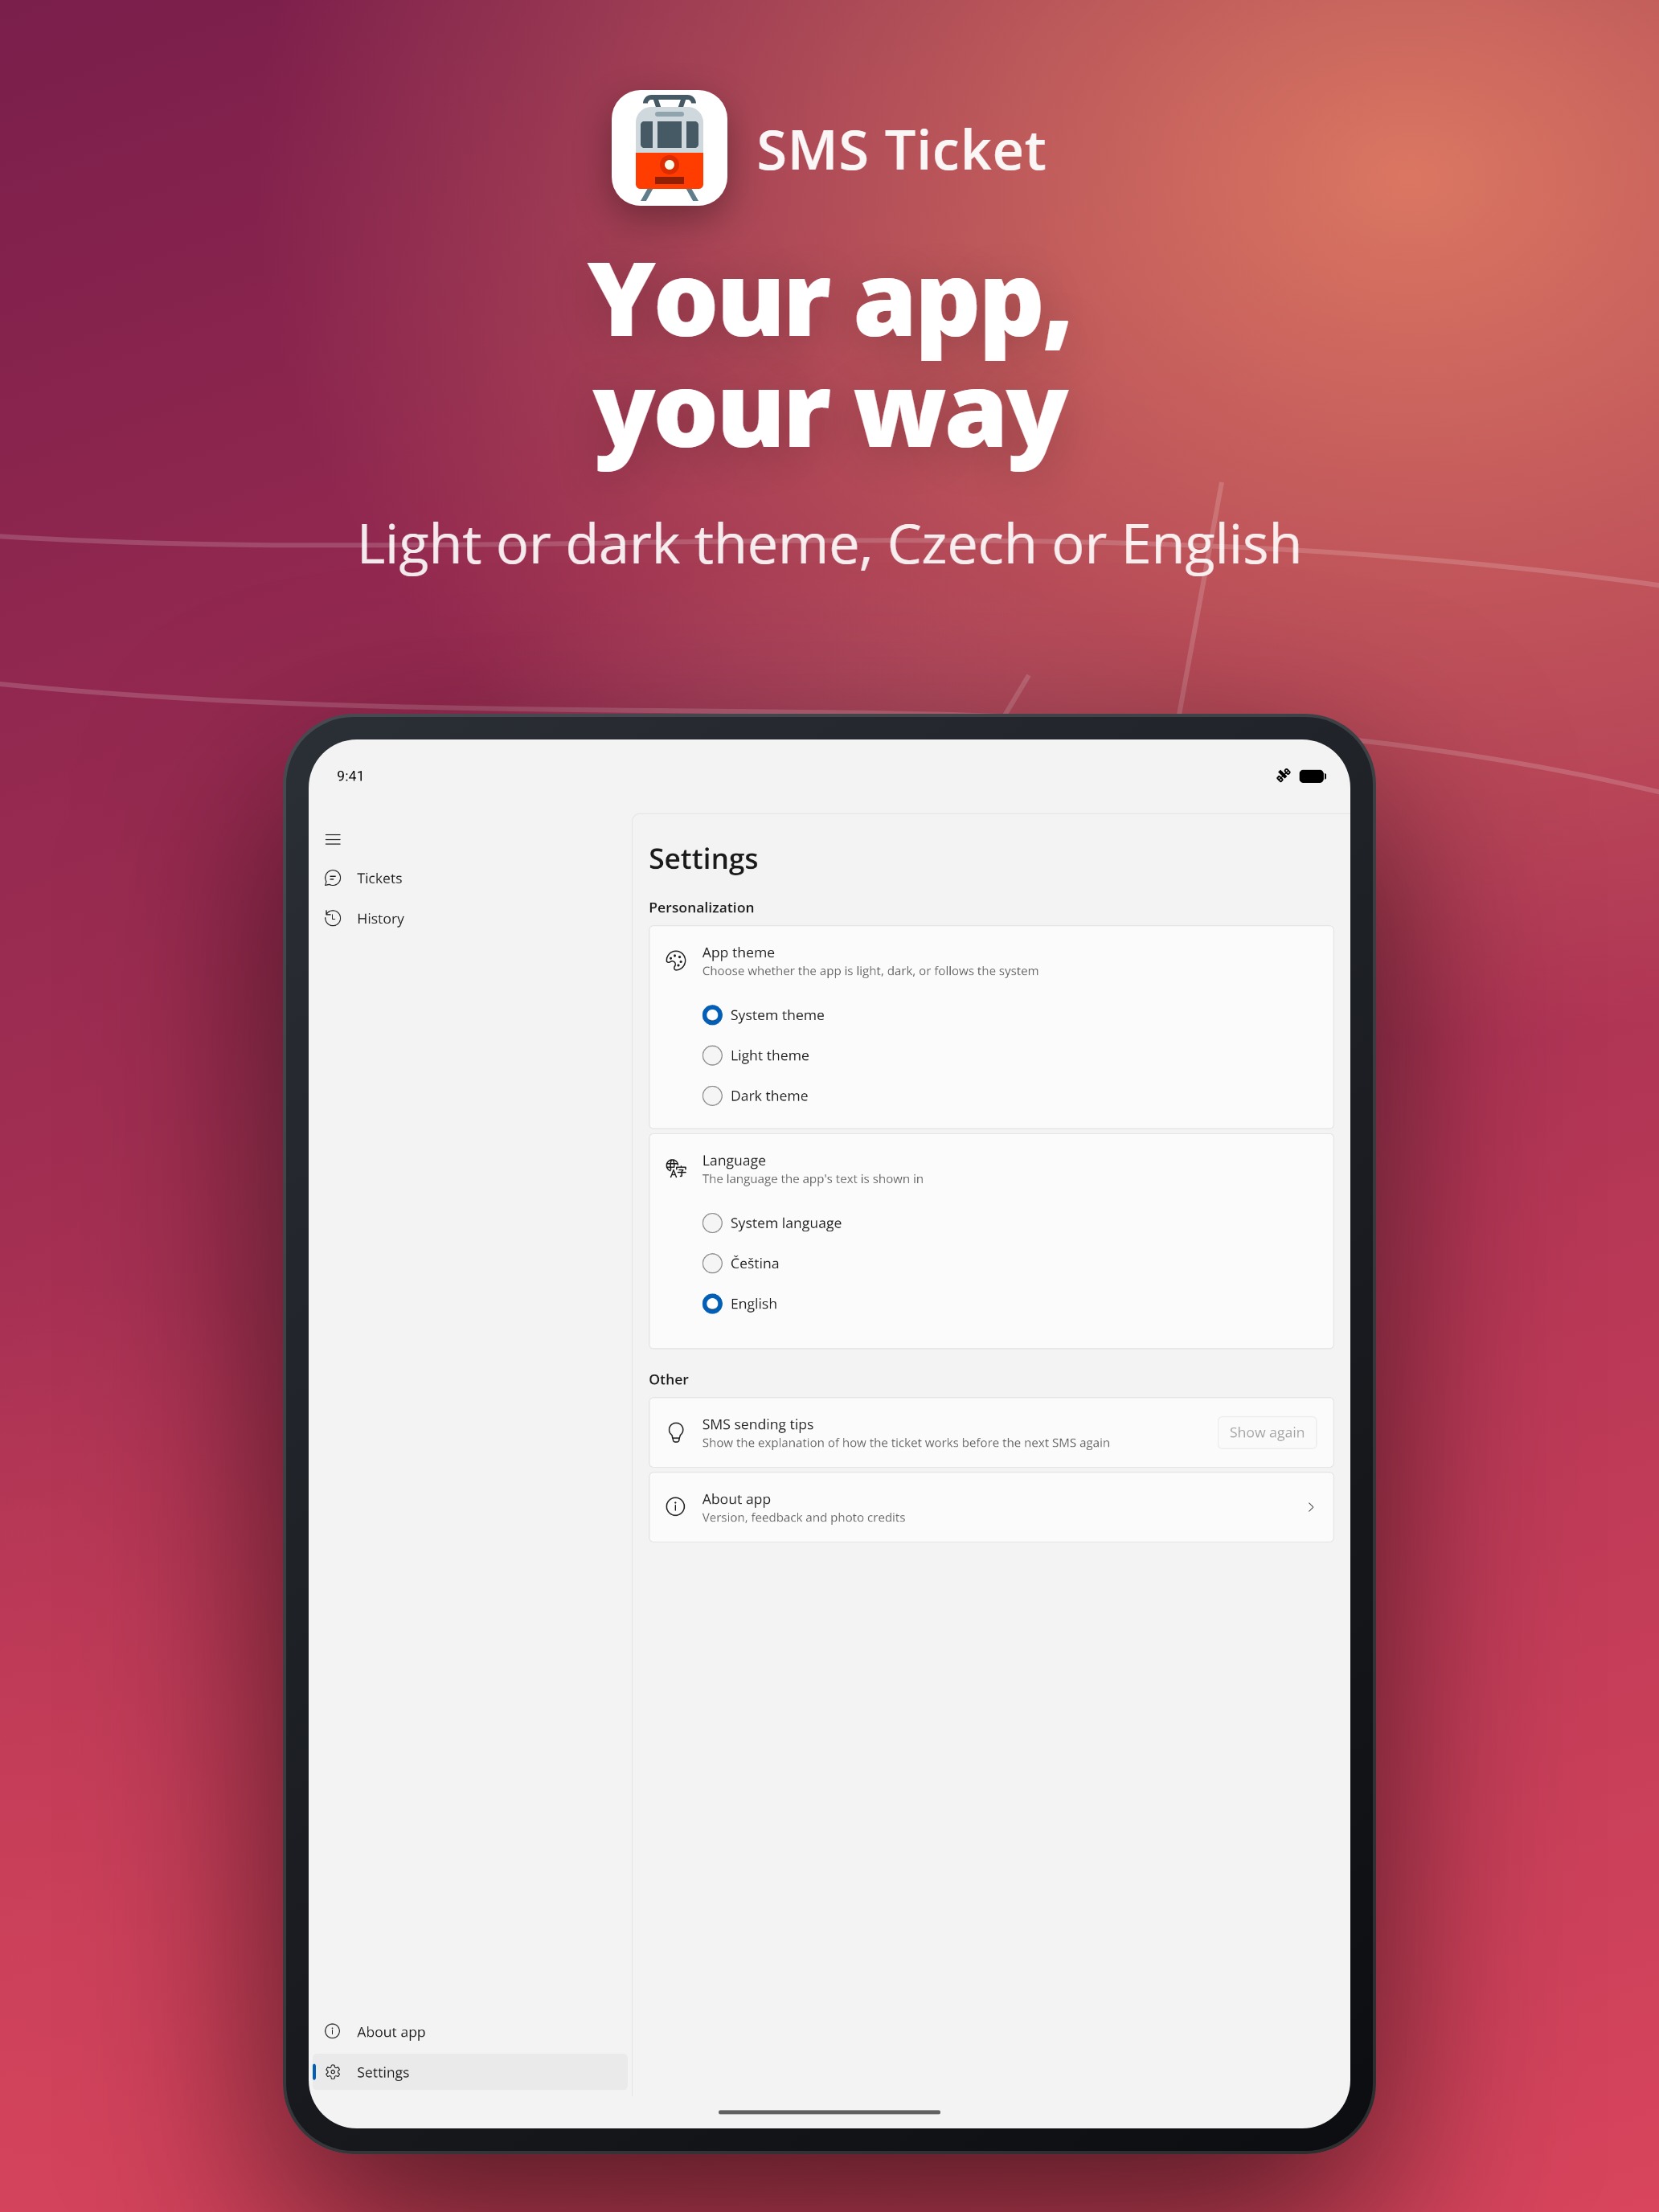 SMS Ticket
Your app,
your way
Light or dark theme, Czech or English
9:41
Tickets
History
Settings
Personalization
App theme
Choose whether the app is light, dark, or follows the system
System theme
Light theme
Dark theme
Language
The language the app's text is shown in
System language
Čeština
English
Other
SMS sending tips
Show the explanation of how the ticket works before the next SMS again
Show again
About app
Version, feedback and photo credits
About app
Settings